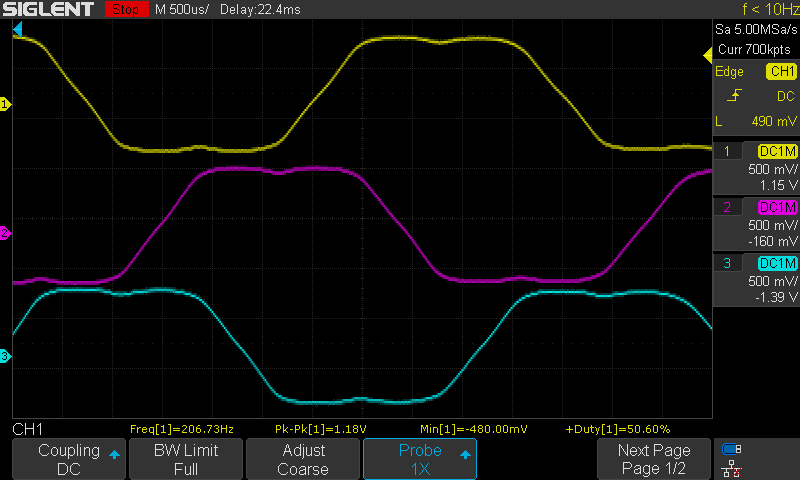 SIGLENT Stop M 500us/ Delay:22.4ms f < 10Hz
Sa 5.00MSa/s
Curr 700kpts
Edge CH1
DC
L 490 mV
1 DC1M
500 mV/
1.15 V
2 DC1M
500 mV/
-160 mV
3 DC1M
500 mV/
-1.39 V
1
2
3
CH1 Freq[1]=206.73Hz Pk-Pk[1]=1.18V Min[1]=-480.00mV +Duty[1]=50.60%
Coupling BW Limit Adjust Probe Next Page
DC Full Coarse 1X Page 1/2